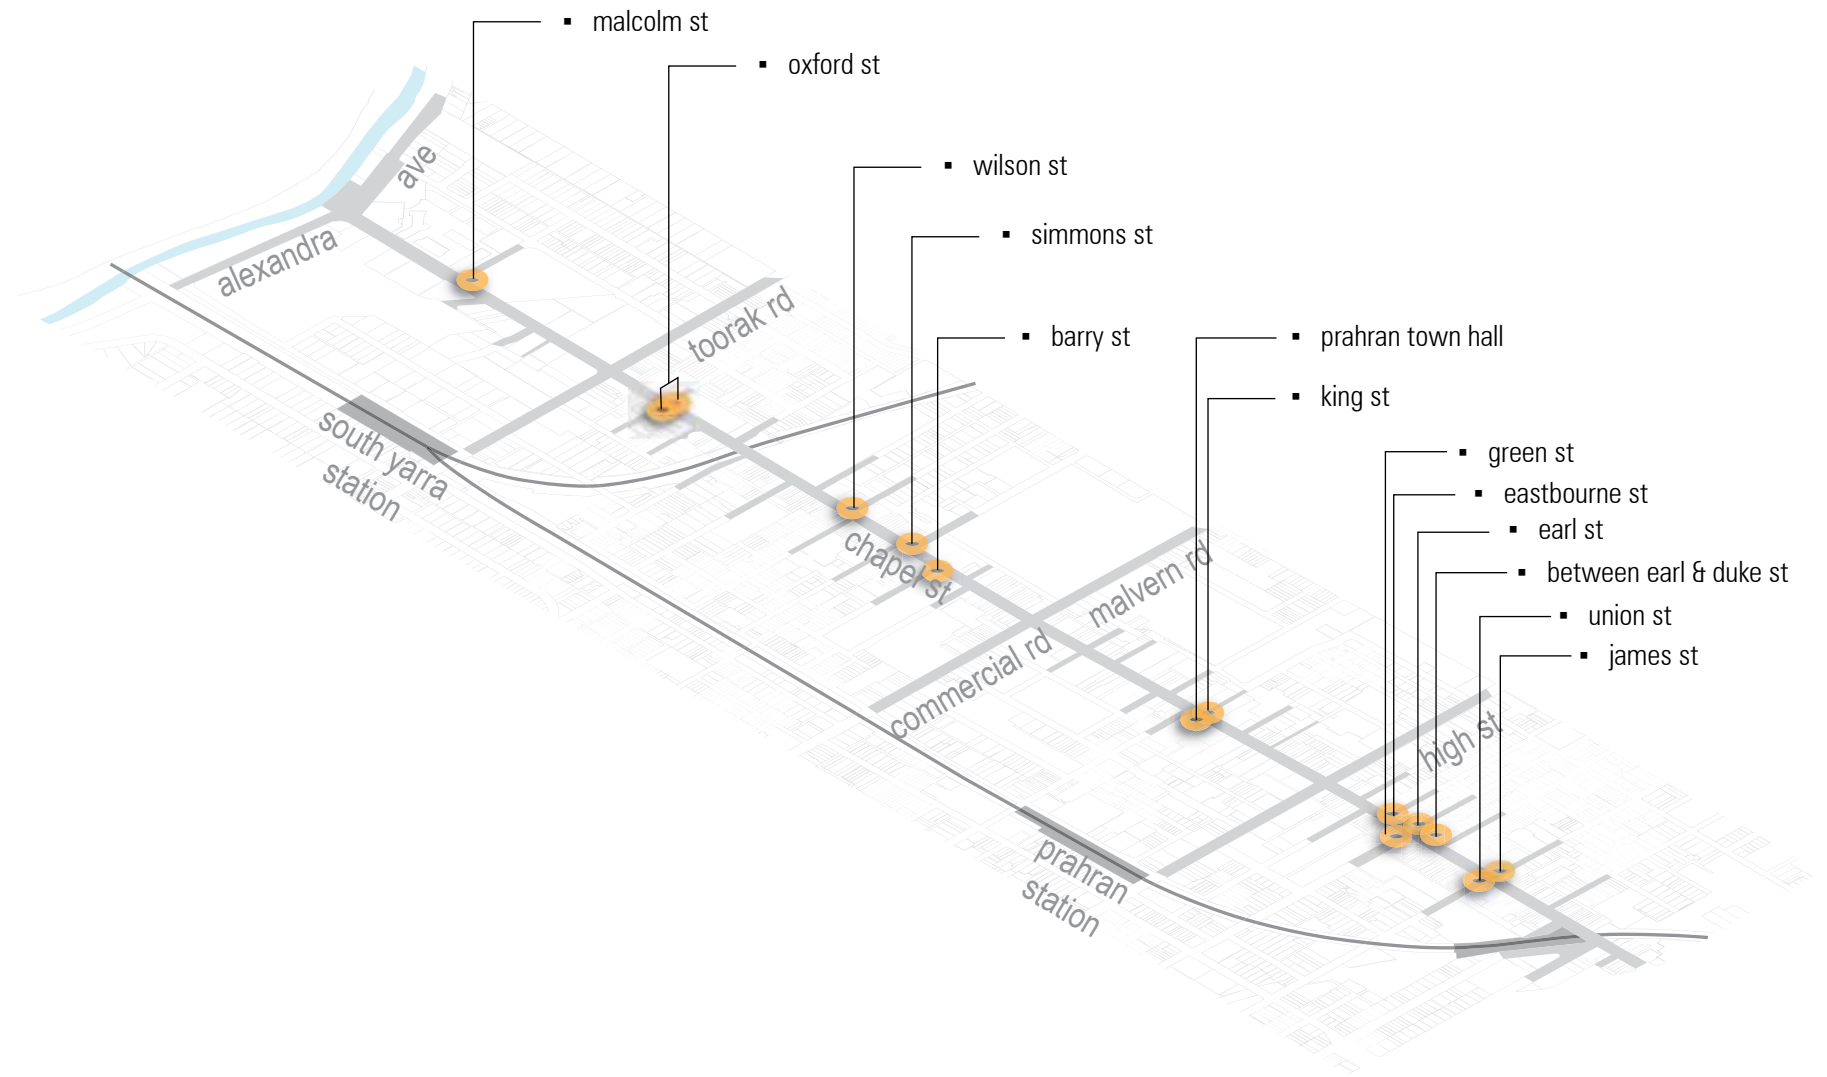 malcolm st
oxford st
wilson st
simmons st
barry st
prahran town hall
king st
green st
eastbourne st
earl st
between earl & duke st
union st
james st
alexandra
ave
toorak rd
south yarra
station
chapel st
malvern rd
commercial rd
high st
prahran
station